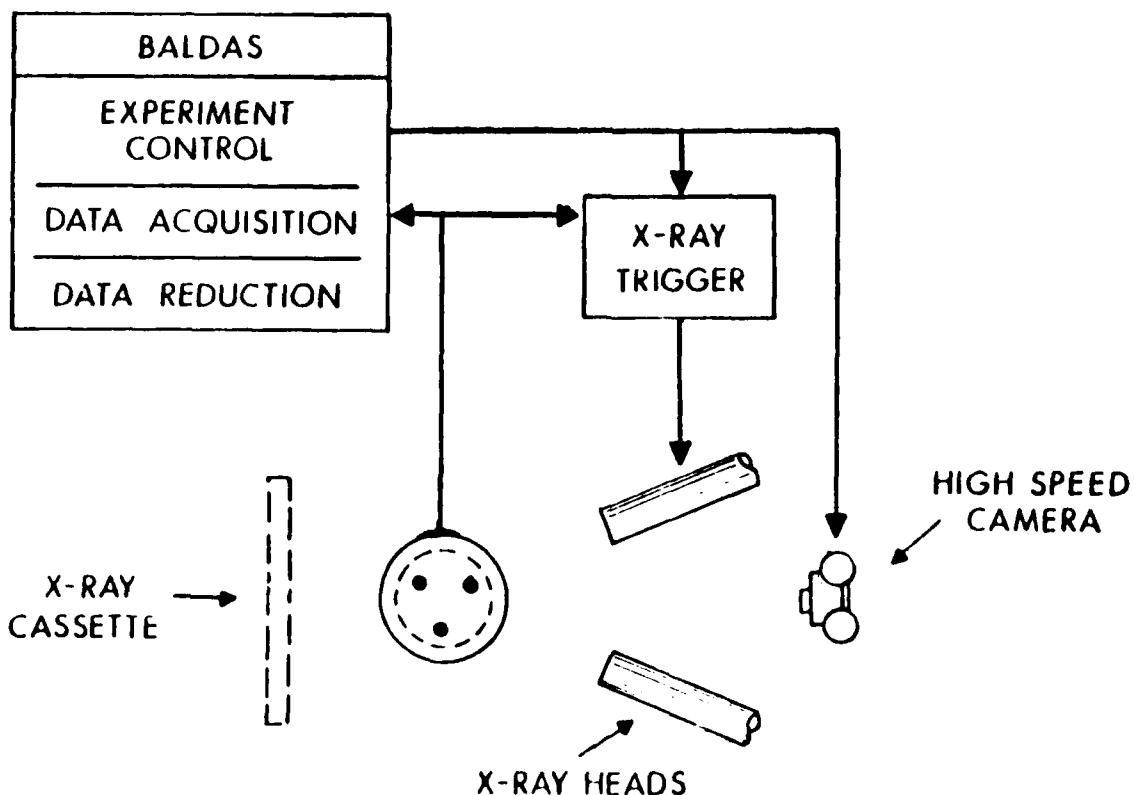 BALDAS
EXPERIMENT
CONTROL
DATA ACQUISITION
DATA REDUCTION
X-RAY
TRIGGER
HIGH SPEED
CAMERA
X-RAY
CASSETTE
X-RAY HEADS